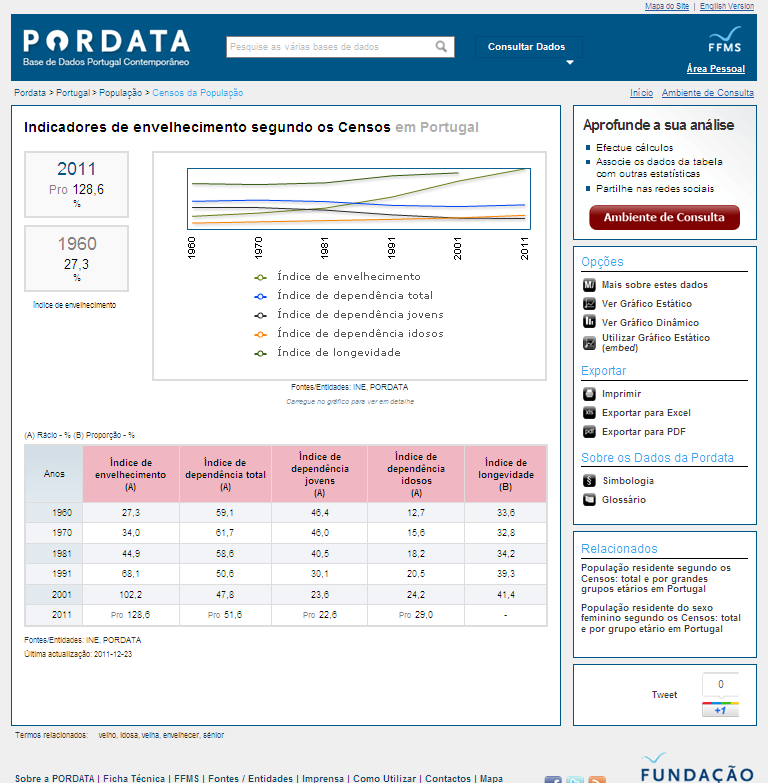 Mapa do Site | English Version
PORDATA
Base de Dados Portugal Contemporâneo
Pesquise as várias bases de dados
Consultar Dados
FFMS
Área Pessoal
Pordata > Portugal > População > Censos da População
Início Ambiente de Consulta
Indicadores de envelhecimento segundo os Censos em Portugal
2011
Pro 128,6
%
1960
27,3
%
Índice de envelhecimento
1960 1970 1981 1991 2001 2011
Índice de envelhecimento
Índice de dependência total
Índice de dependência jovens
Índice de dependência idosos
Índice de longevidade
Fontes/Entidades: INE, PORDATA
Carregue no gráfico para ver em detalhe
(A) Rácio - % (B) Proporção - %
Anos Índice de envelhecimento (A) Índice de dependência total (A) Índice de dependência jovens (A) Índice de dependência idosos (A) Índice de longevidade (B)
1960 27,3 59,1 46,4 12,7 33,6
1970 34,0 61,7 46,0 15,6 32,8
1981 44,9 58,6 40,5 18,2 34,2
1991 68,1 50,6 30,1 20,5 39,3
2001 102,2 47,8 23,6 24,2 41,4
2011 Pro 128,6 Pro 51,6 Pro 22,6 Pro 29,0 -
Fontes/Entidades: INE, PORDATA
Última actualização: 2011-12-23
Aprofunde a sua análise
Efectue cálculos
Associe os dados da tabela
com outras estatísticas
Partilhe nas redes sociais
Ambiente de Consulta
Opções
Mais sobre estes dados
Ver Gráfico Estático
Ver Gráfico Dinâmico
Utilizar Gráfico Estático
(embed)
Exportar
Imprimir
Exportar para Excel
Exportar para PDF
Sobre os Dados da Pordata
Simbologia
Glossário
Relacionados
População residente segundo os
Censos: total e por grandes
grupos etários em Portugal
População residente do sexo
feminino segundo os Censos: total
e por grupo etário em Portugal
Tweet
0
+1
Termos relacionados: velho, idosa, velha, envelhecer, sénior
Sobre a PORDATA | Ficha Técnica | FFMS | Fontes / Entidades | Imprensa | Como Utilizar | Contactos | Mapa
FUNDAÇÃO